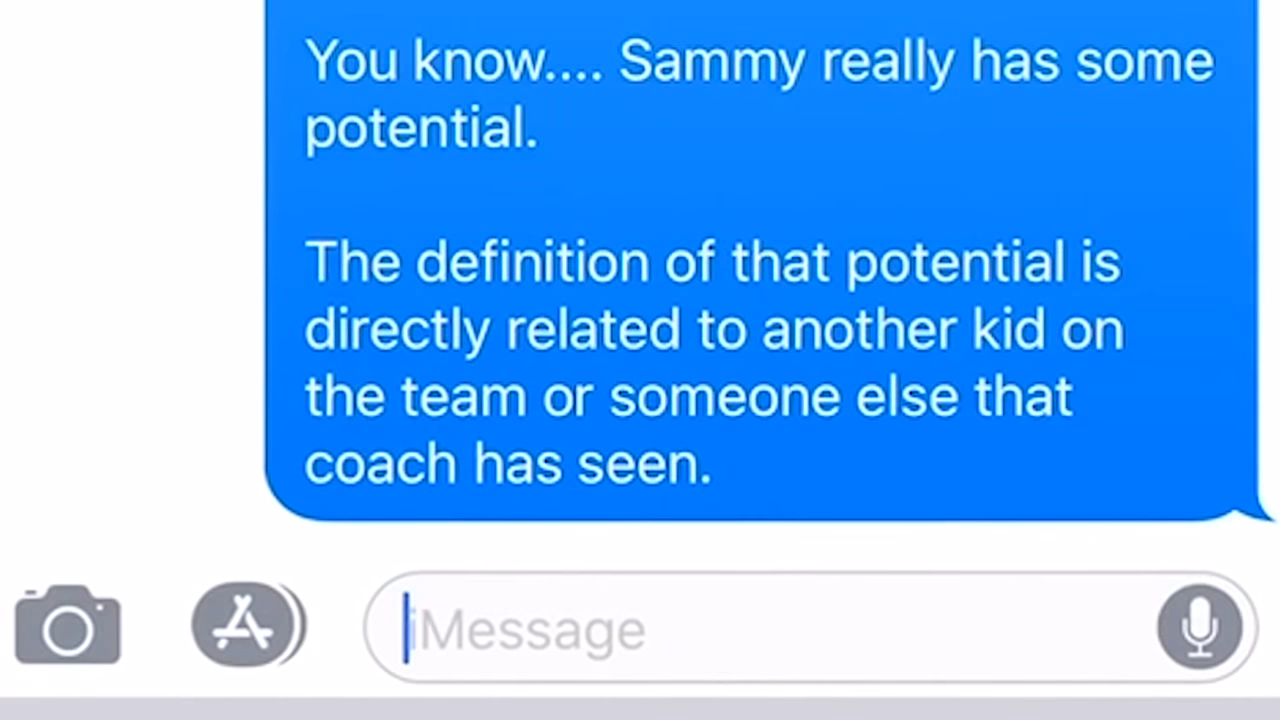 You know.... Sammy really has some
potential.
The definition of that potential is
directly related to another kid on
the team or someone else that
coach has seen.
iMessage